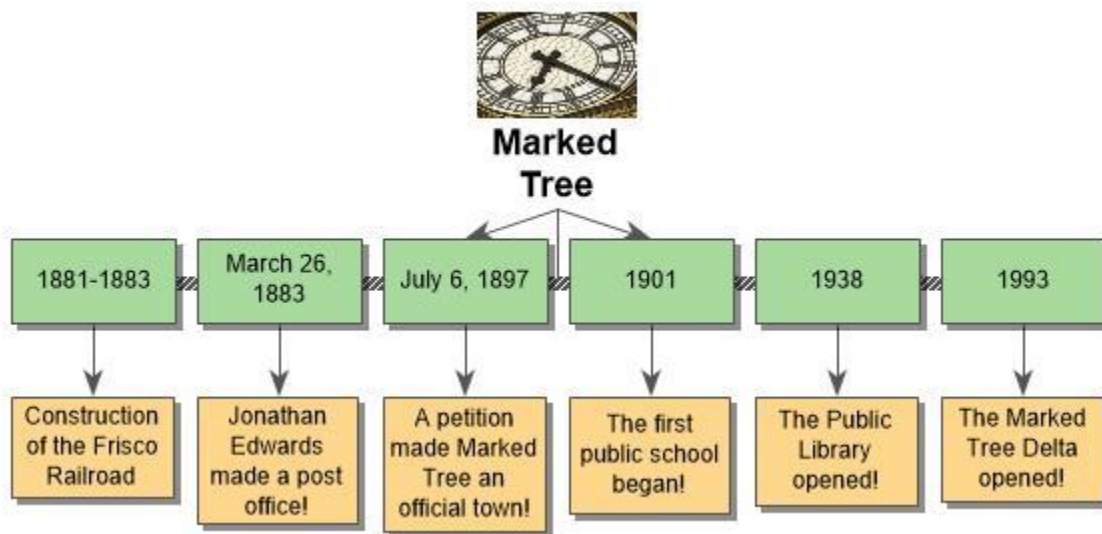 Marked
Tree
1881-1883
March 26,
1883
July 6, 1897
1901
1938
1993
Construction
of the Frisco
Railroad
Jonathan
Edwards
made a post
office!
A petition
made Marked
Tree an
official town!
The first
public school
began!
The Public
Library
opened!
The Marked
Tree Delta
opened!